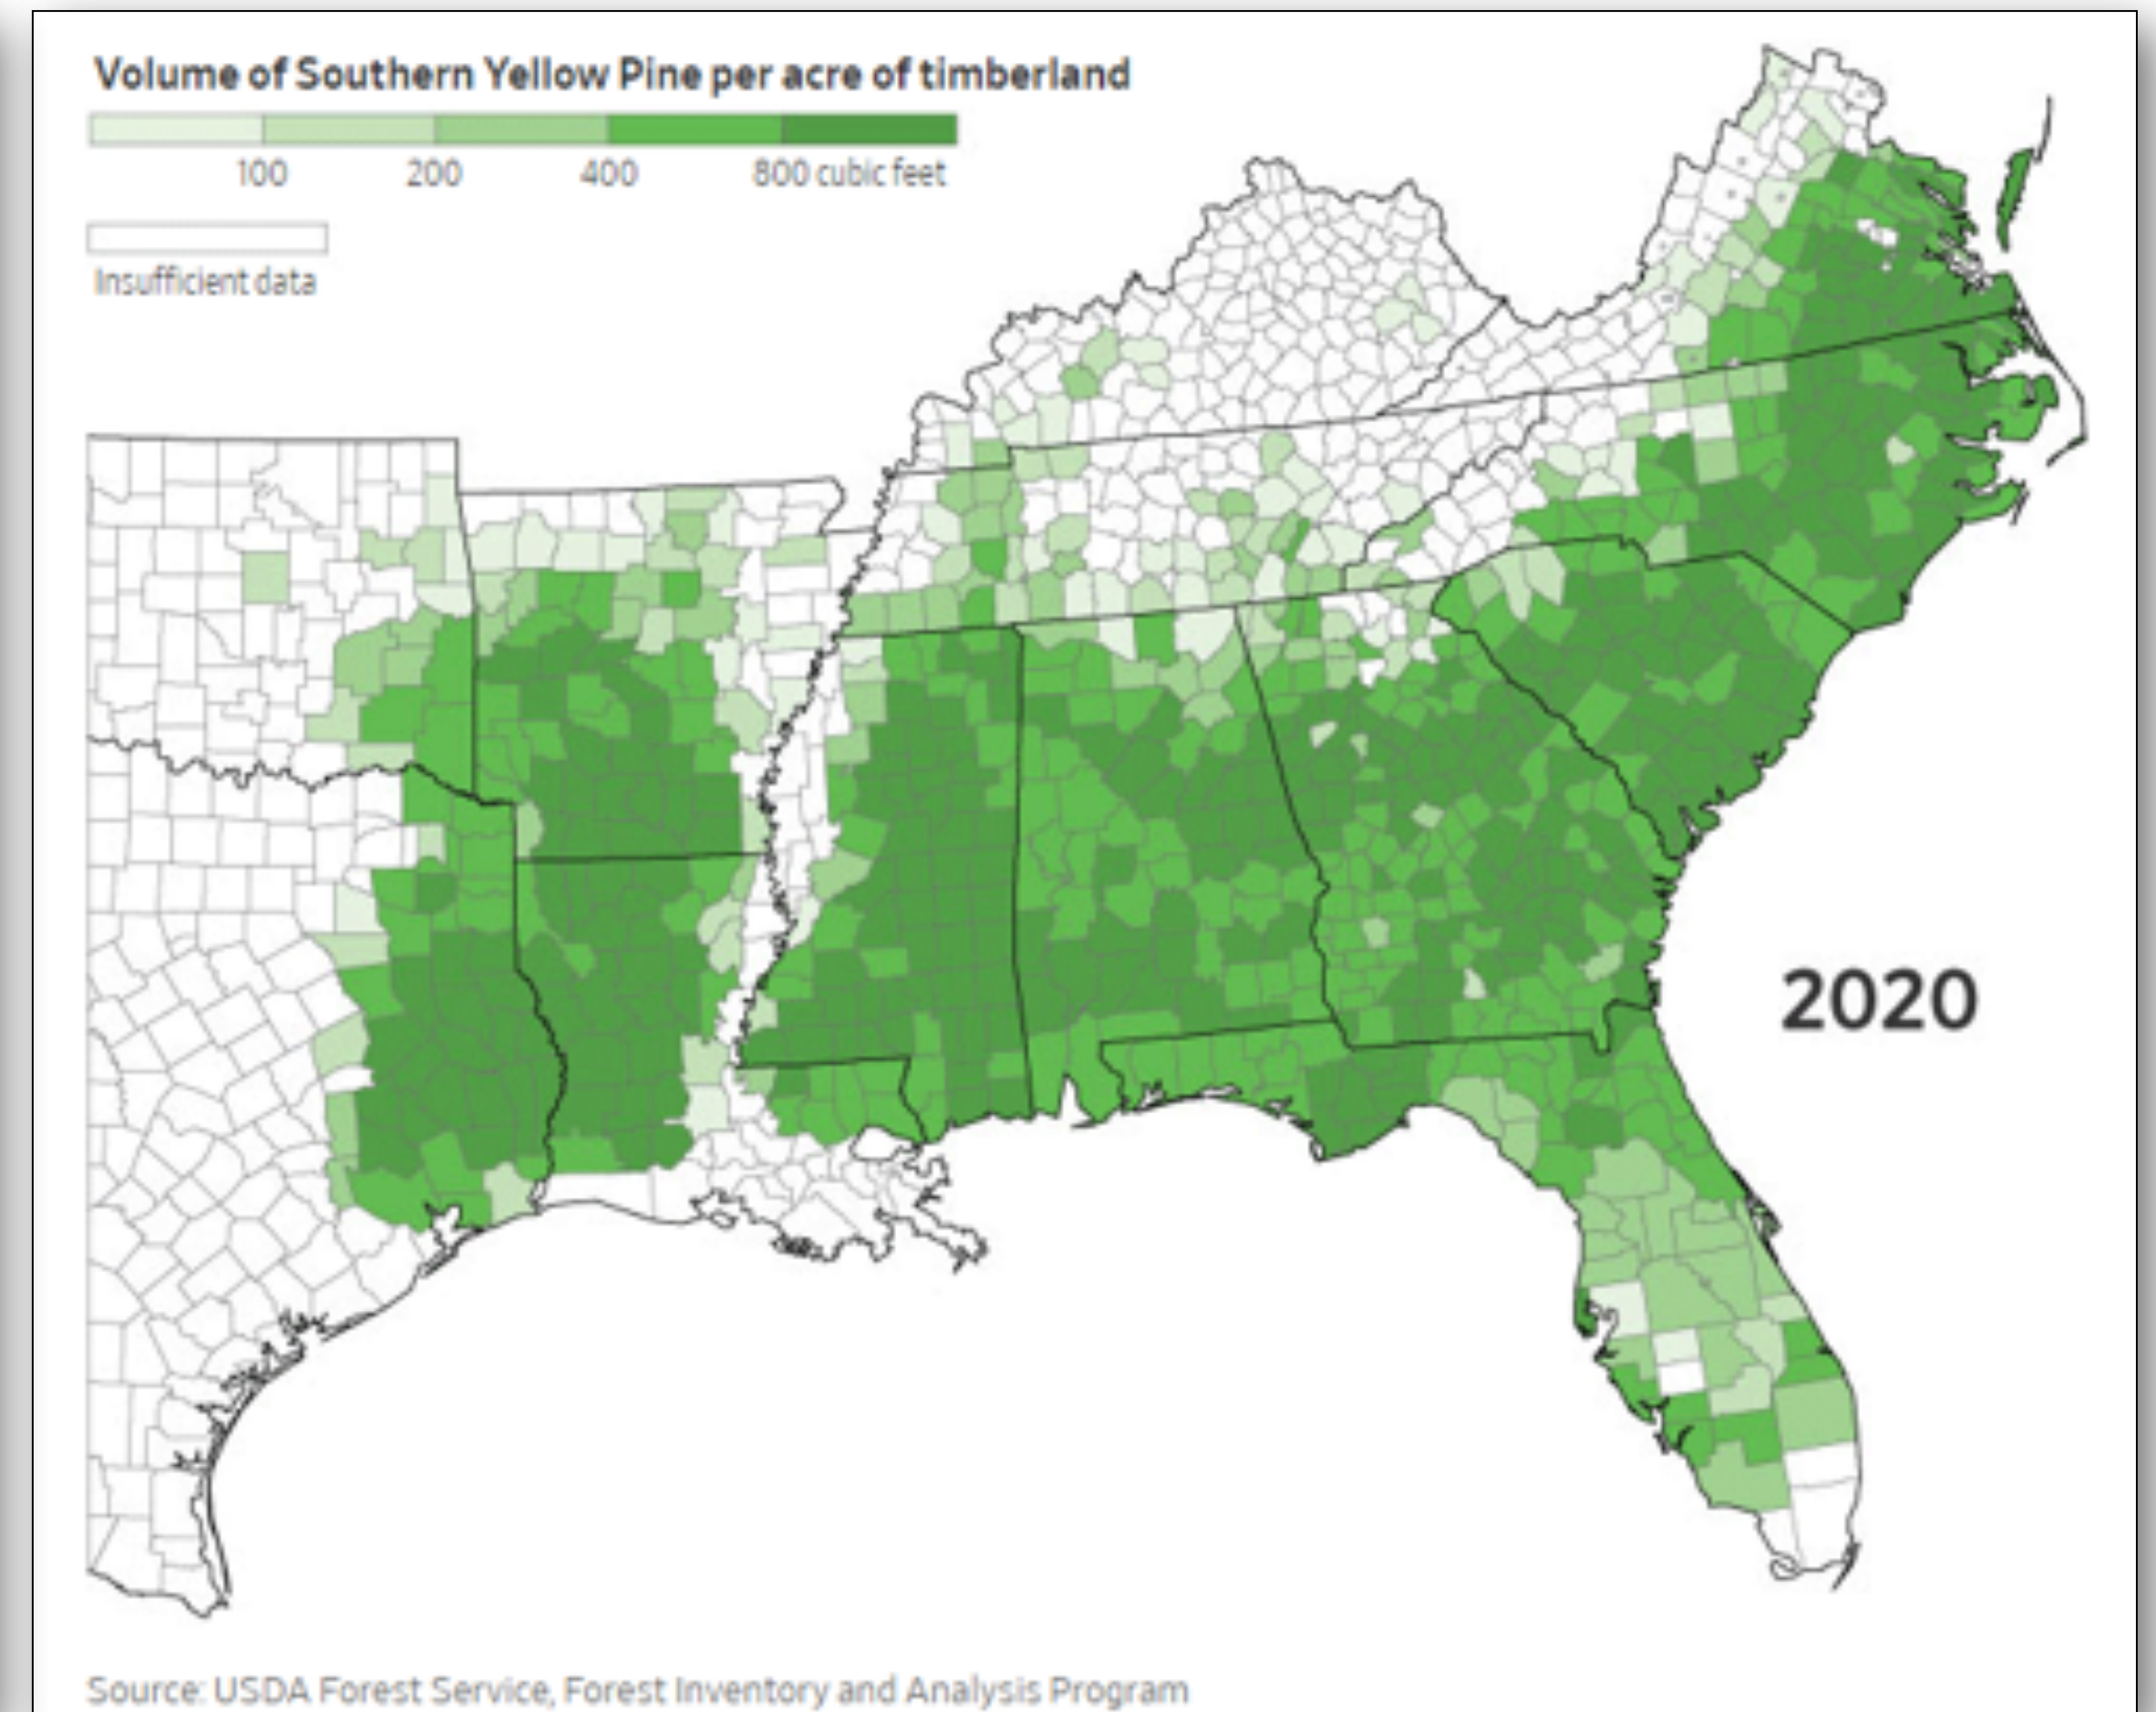 Volume of Southern Yellow Pine per acre of timberland
100 200 400 800 cubic feet
Insufficient data
2020
Source: USDA Forest Service, Forest Inventory and Analysis Program